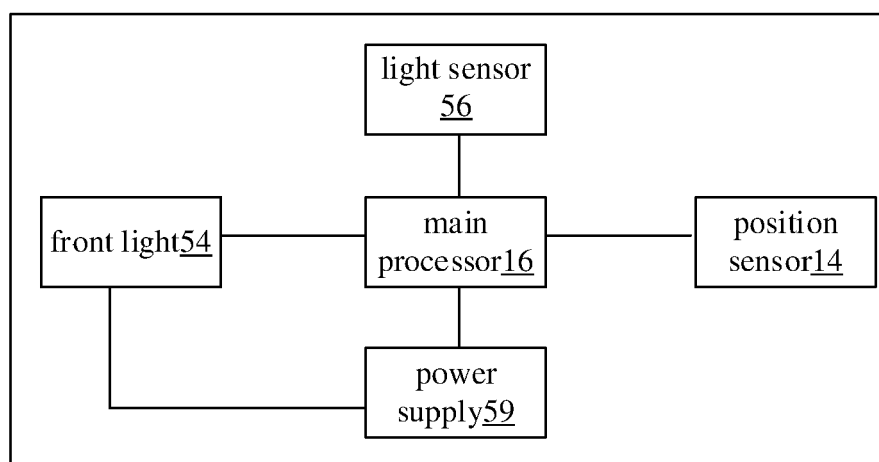 light sensor
56
front light54
main
processor16
position
sensor14
power
supply59